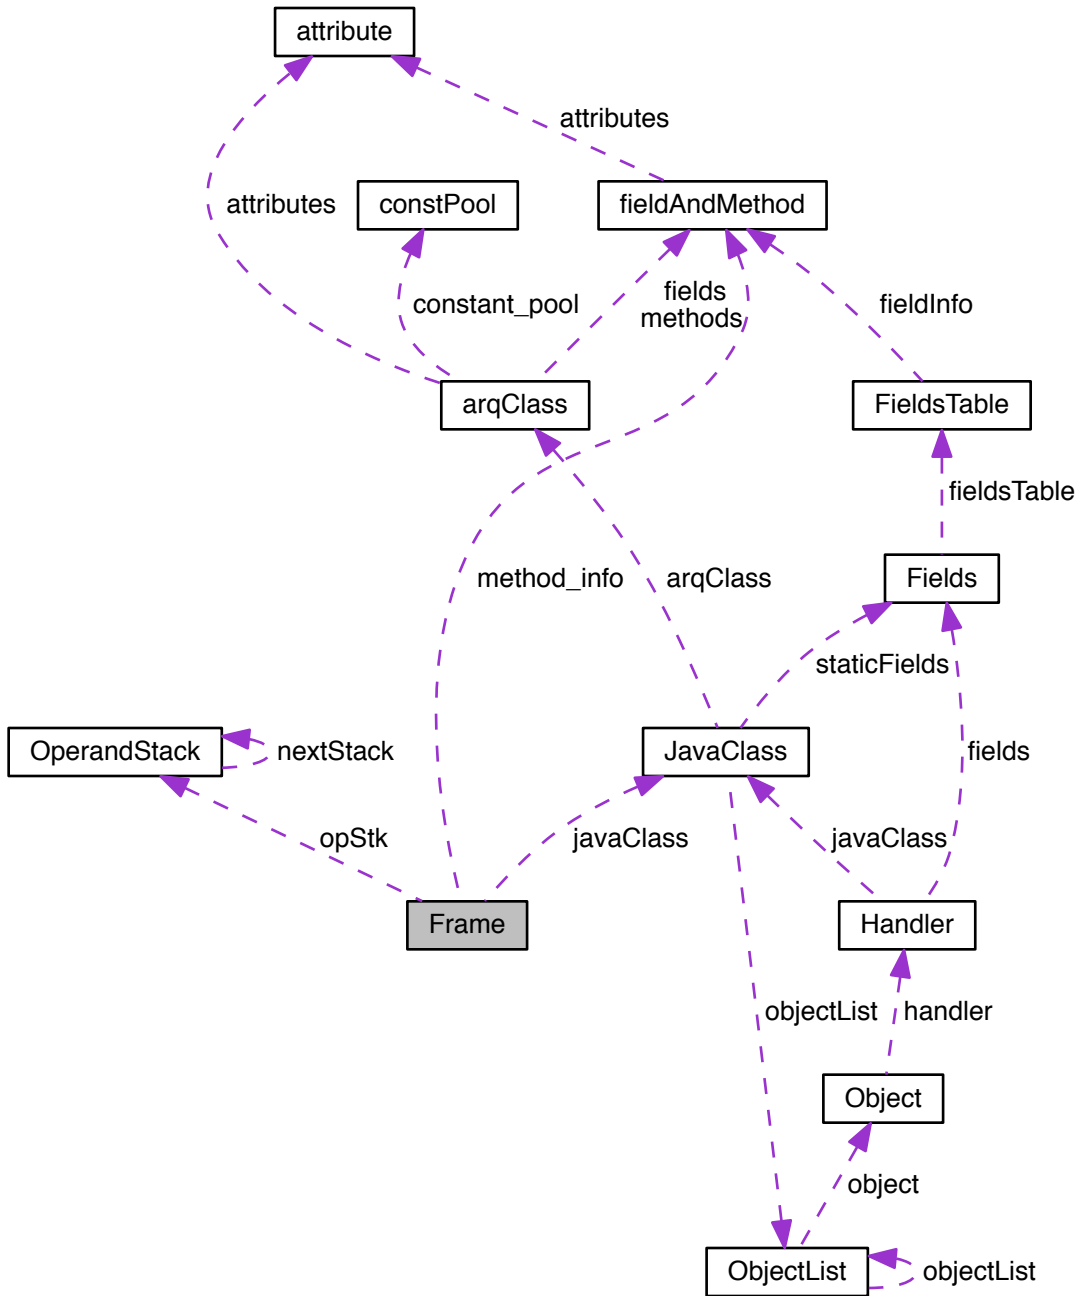 attribute
attributes
attributes
constPool
fieldAndMethod
constant_pool
fields
methods
fieldInfo
arqClass
FieldsTable
fieldsTable
method_info
arqClass
Fields
staticFields
OperandStack
nextStack
JavaClass
fields
opStk
javaClass
javaClass
Frame
Handler
objectList
handler
Object
object
ObjectList
objectList